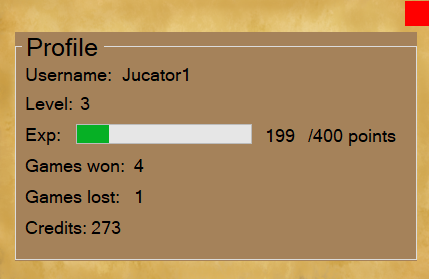 Profile
Username: Jucator1
Level: 3
Exp: 199 /400 points
Games won: 4
Games lost: 1
Credits: 273